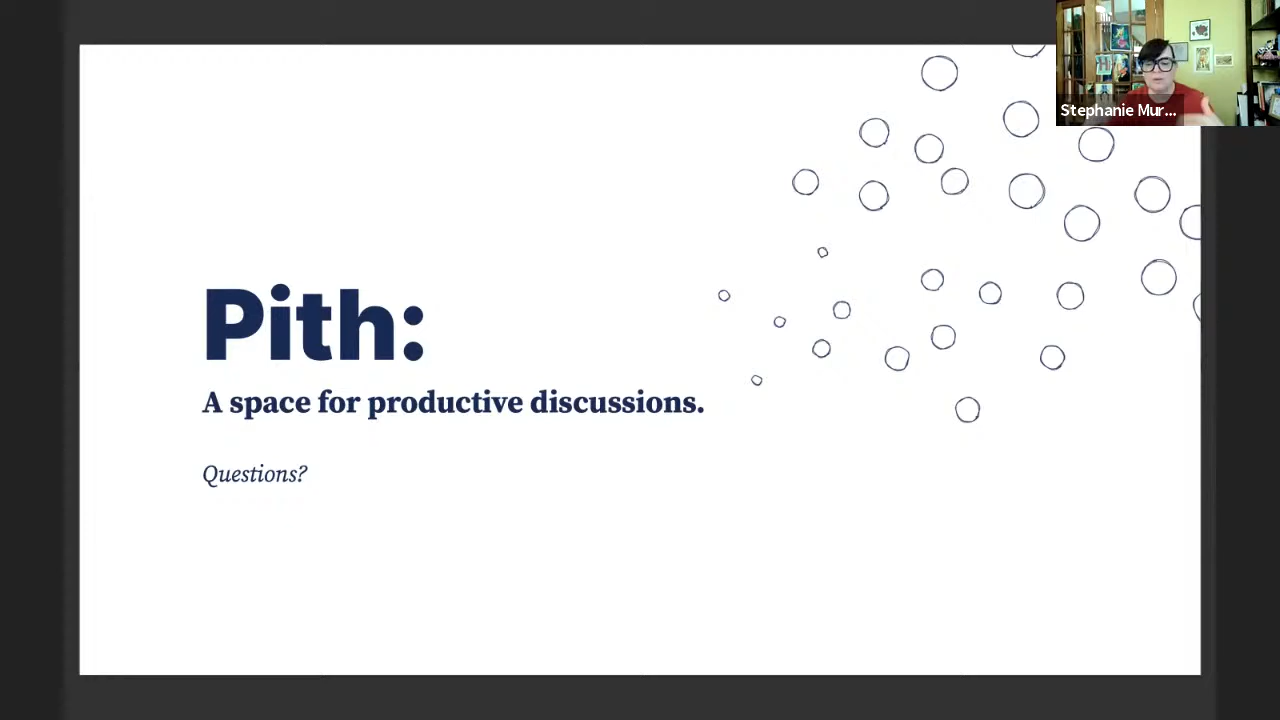 Stephanie Mur...
Pith:
A space for productive discussions.
Questions?